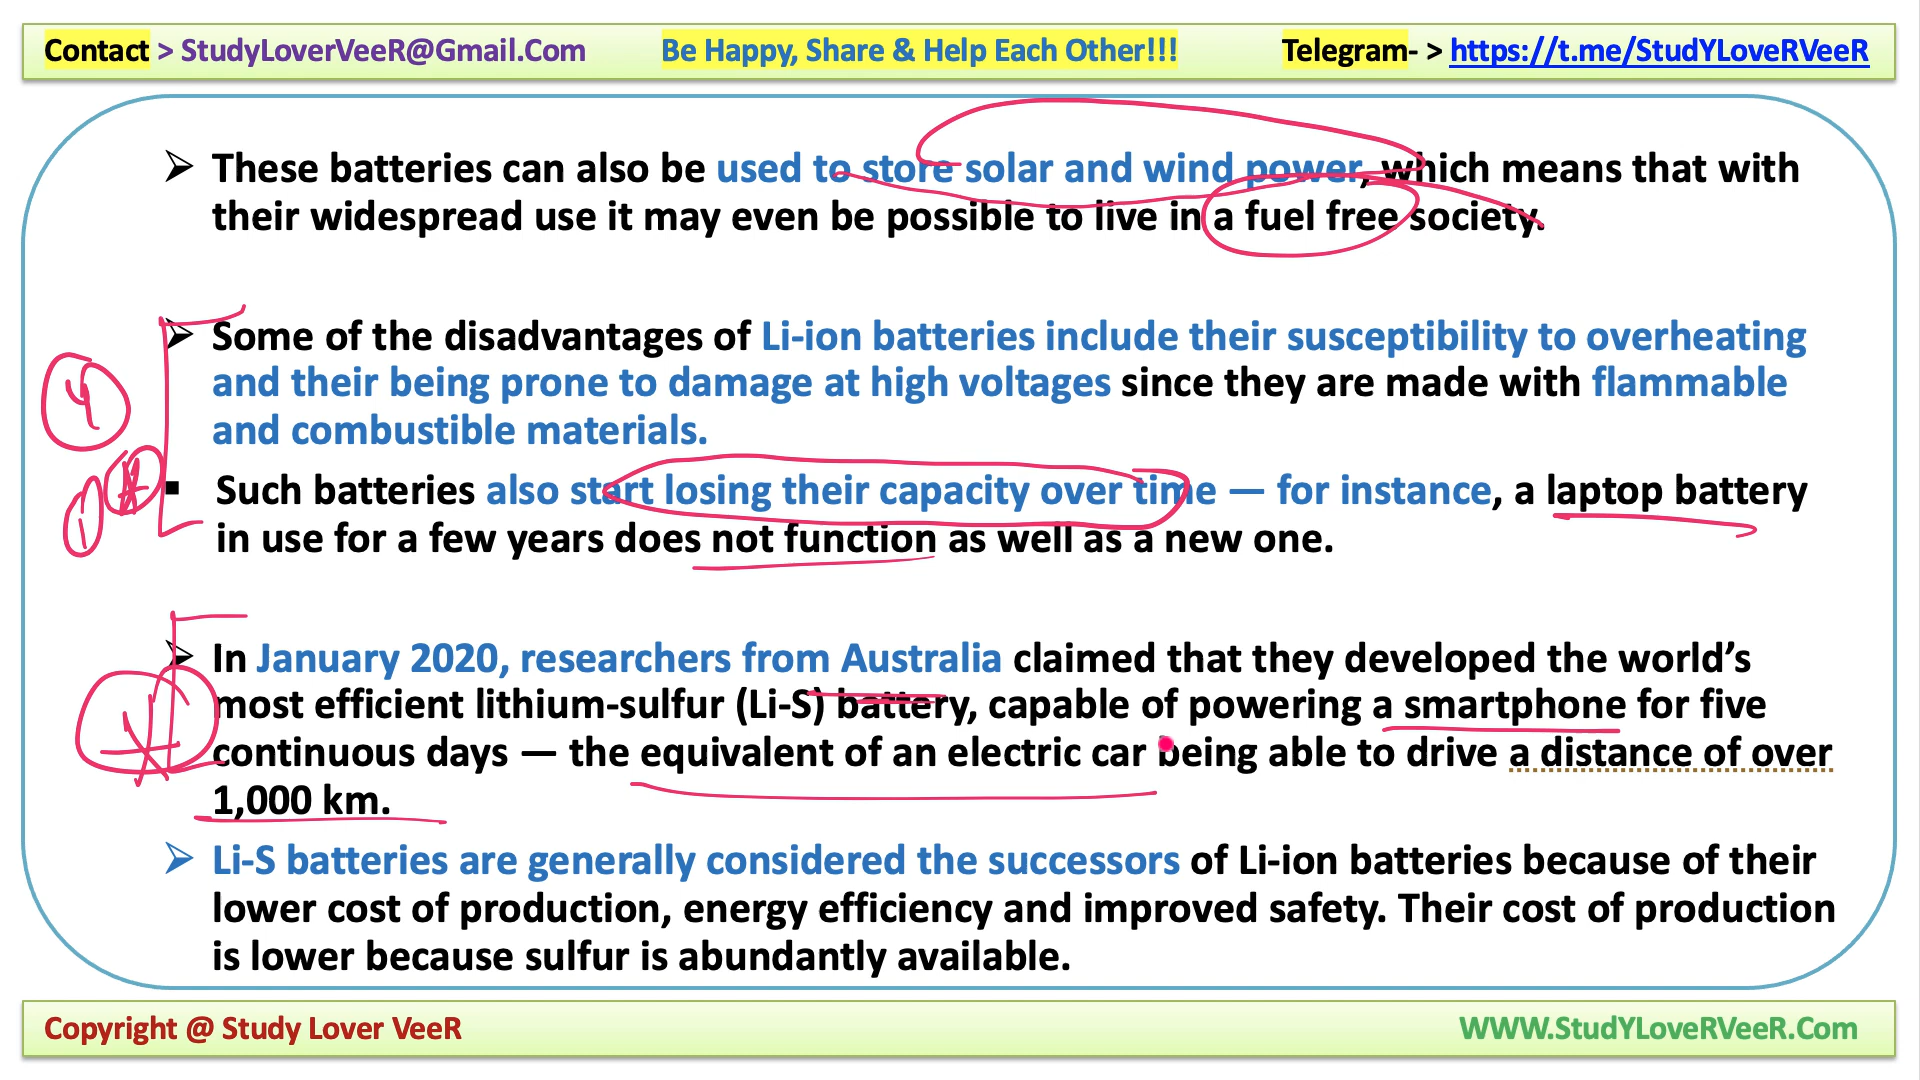 Contact > StudyLoverVeeR@Gmail.Com Be Happy, Share & Help Each Other!!! Telegram- > https://t.me/StudYLoveRVeeR
➢ These batteries can also be used to store solar and wind power, which means that with
their widespread use it may even be possible to live in a fuel free society.
➢ Some of the disadvantages of Li-ion batteries include their susceptibility to overheating
and their being prone to damage at high voltages since they are made with flammable
and combustible materials.
▪ Such batteries also start losing their capacity over time — for instance, a laptop battery
in use for a few years does not function as well as a new one.
➢ In January 2020, researchers from Australia claimed that they developed the world’s
most efficient lithium-sulfur (Li-S) battery, capable of powering a smartphone for five
continuous days — the equivalent of an electric car being able to drive a distance of over
1,000 km.
➢ Li-S batteries are generally considered the successors of Li-ion batteries because of their
lower cost of production, energy efficiency and improved safety. Their cost of production
is lower because sulfur is abundantly available.
Copyright @ Study Lover VeeR WWW.StudYLoveRVeeR.Com